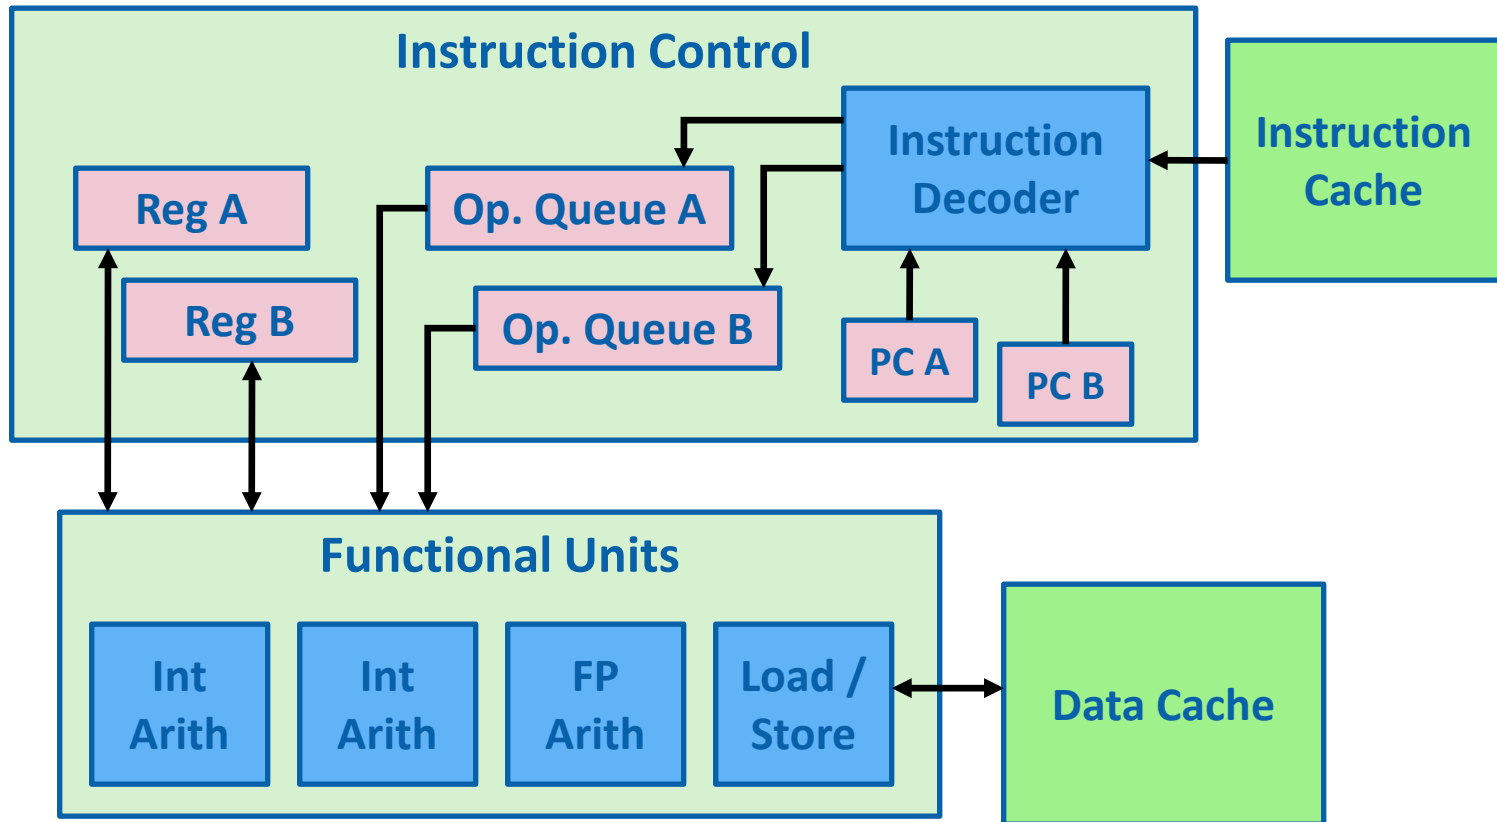 Instruction Control
Instruction
Decoder
Instruction
Cache
Reg A
Op. Queue A
Reg B
Op. Queue B
PC A
PC B
Functional Units
Int
Arith
Int
Arith
FP
Arith
Load /
Store
Data Cache